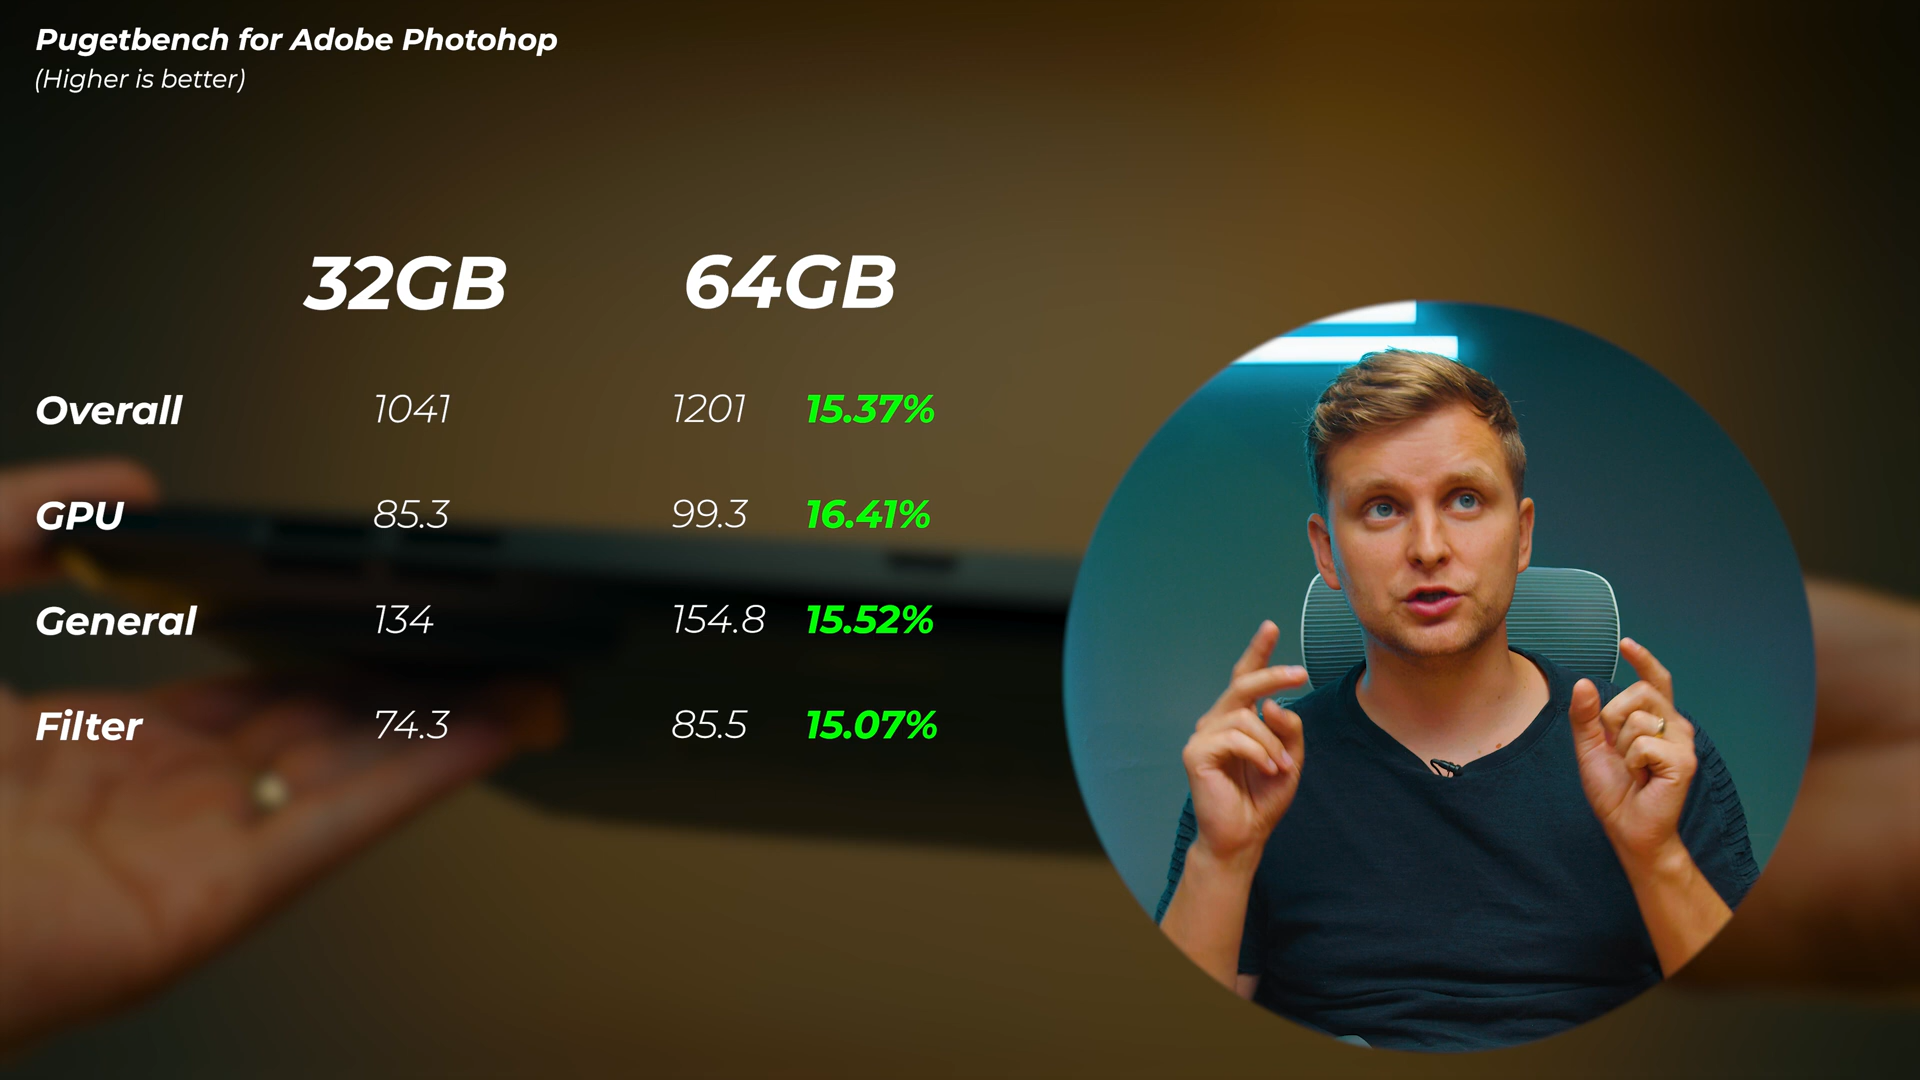 Pugetbench for Adobe Photohop
(Higher is better)
32GB 64GB
Overall 1041 1201 15.37%
GPU 85.3 99.3 16.41%
General 134 154.8 15.52%
Filter 74.3 85.5 15.07%